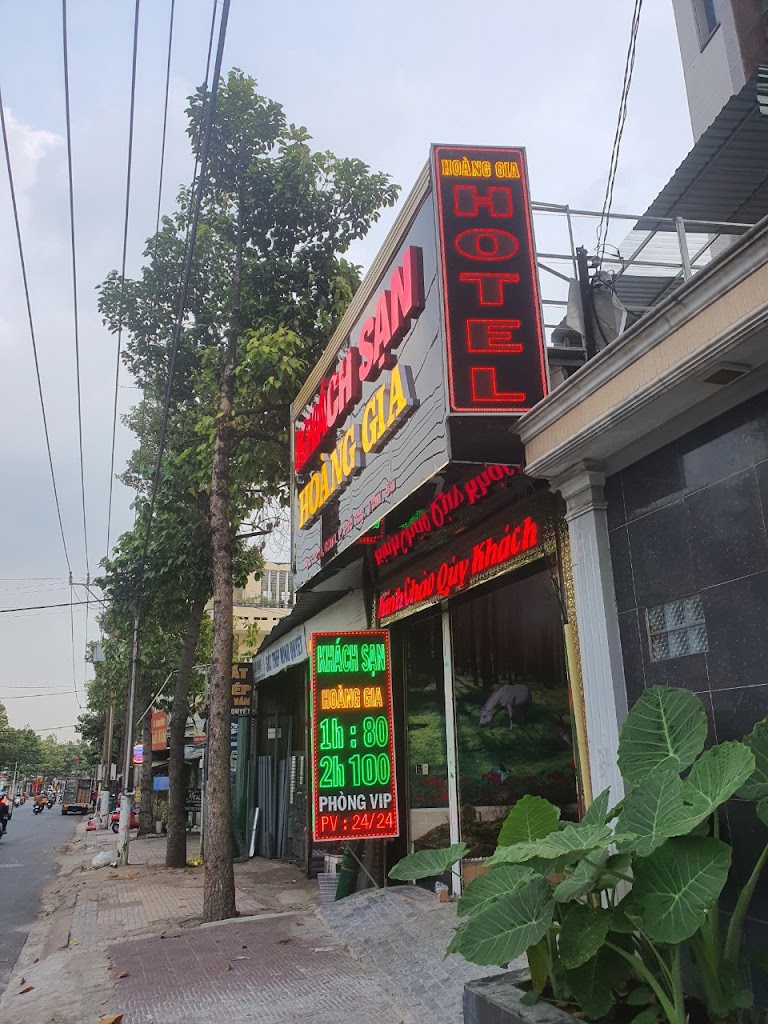 HOÀNG GIA
HOTEL
KHÁCH SẠN
HOÀNG GIA
Kính Chào Qúy Khách
KHÁCH SẠN
HOÀNG GIA
1h : 80
2h 100
PHÒNG VIP
PV : 24/24